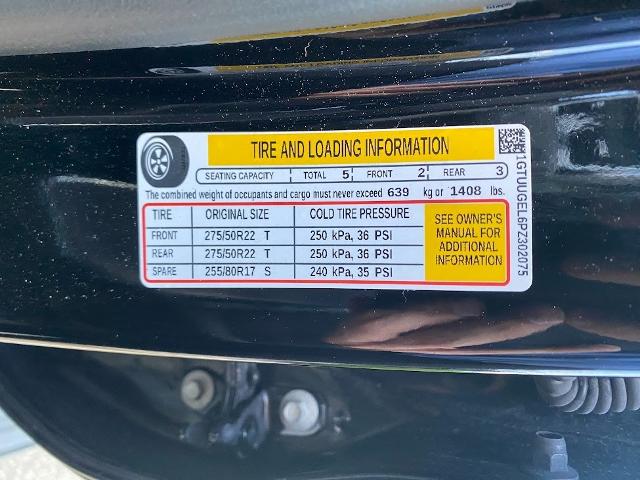 TIRE AND LOADING INFORMATION
SEATING CAPACITY TOTAL 5 FRONT 2 REAR 3
The combined weight of occupants and cargo must never exceed 639 kg or 1408 lbs.
TIRE ORIGINAL SIZE COLD TIRE PRESSURE
FRONT 275/50R22 T 250 kPa, 36 PSI
REAR 275/50R22 T 250 kPa, 36 PSI
SPARE 255/80R17 S 240 kPa, 35 PSI
SEE OWNER'S
MANUAL FOR
ADDITIONAL
INFORMATION
1GTUUGEL6PZ302075